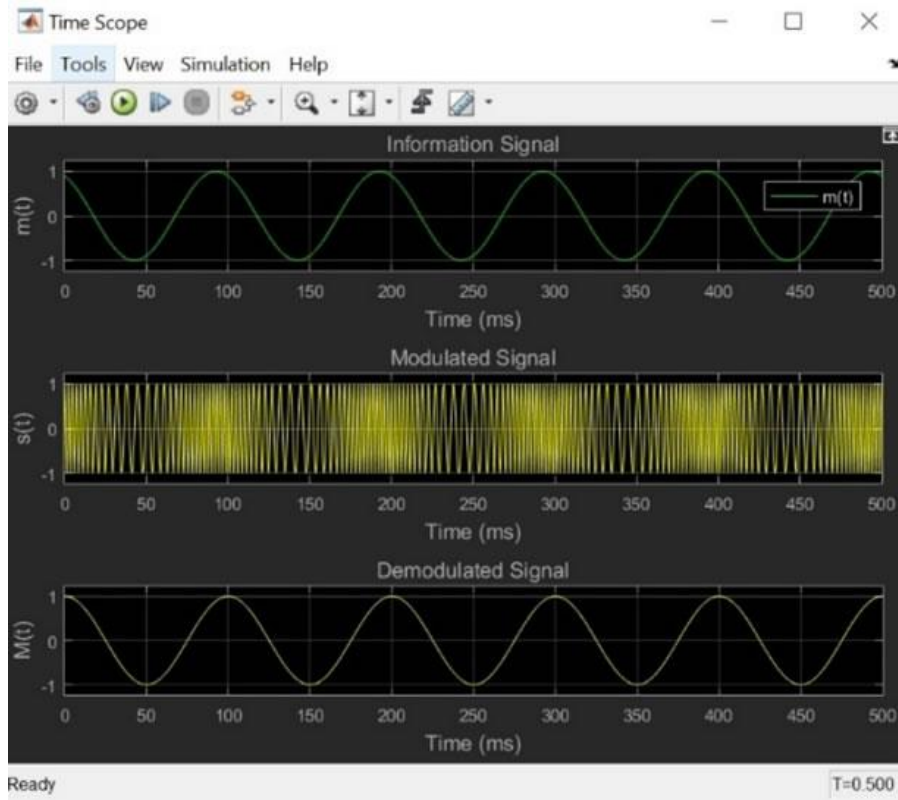 Time Scope
File Tools View Simulation Help
Information Signal
m(t)
1
0
-1
m(t)
0 50 100 150 200 250 300 350 400 450 500
Time (ms)
Modulated Signal
s(t)
1
0
-1
0 50 100 150 200 250 300 350 400 450 500
Time (ms)
Demodulated Signal
M(t)
1
0
-1
0 50 100 150 200 250 300 350 400 450 500
Time (ms)
Ready T=0.500